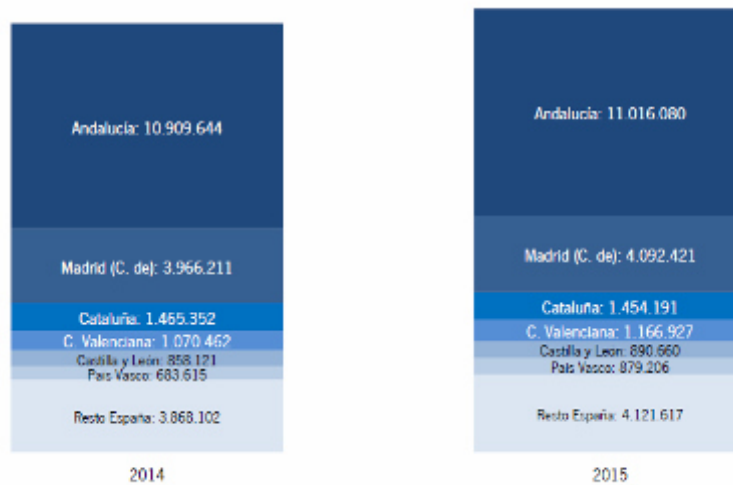 Andalucía: 10.909.644
Madrid (C. de): 3.966.211
Cataluña: 1.465.352
C. Valenciana: 1.070.462
Castilla y León: 858.121
País Vasco: 683.615
Resto España: 3.868.102
2014
Andalucía: 11.016.080
Madrid (C. de): 4.092.421
Cataluña: 1.454.191
C. Valenciana: 1.166.927
Castilla y León: 890.660
País Vasco: 879.206
Resto España: 4.121.617
2015